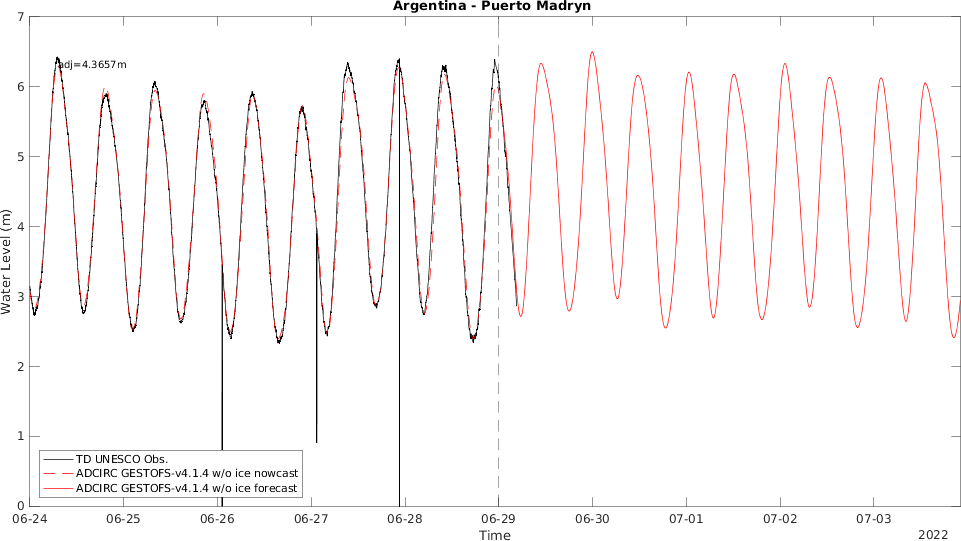 Argentina - Puerto Madryn
7
6
5
4
3
2
1
0
Water Level (m)
adj=4.3657m
TD UNESCO Obs.
ADCIRC GESTOFS-v4.1.4 w/o ice nowcast
ADCIRC GESTOFS-v4.1.4 w/o ice forecast
06-24 06-25 06-26 06-27 06-28 06-29 06-30 07-01 07-02 07-03
Time
2022